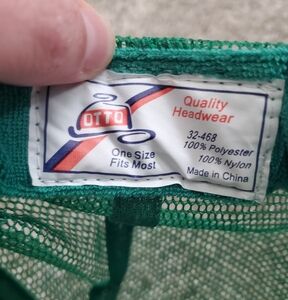 OTTO
Quality
Headwear
32-468
100% Polyester
100% Nylon
One Size
Fits Most
Made in China